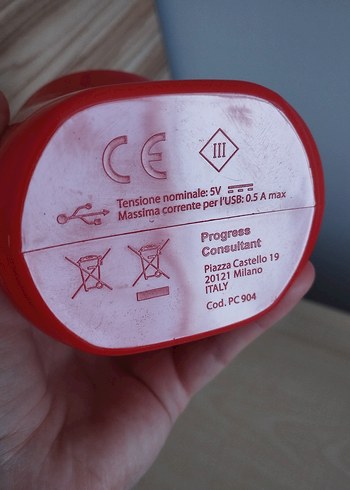 CE
III
Tensione nominale: 5V
Massima corrente per l'USB: 0.5 A max
Progress
Consultant
Piazza Castello 19
20121 Milano
ITALY
Cod. PC 904